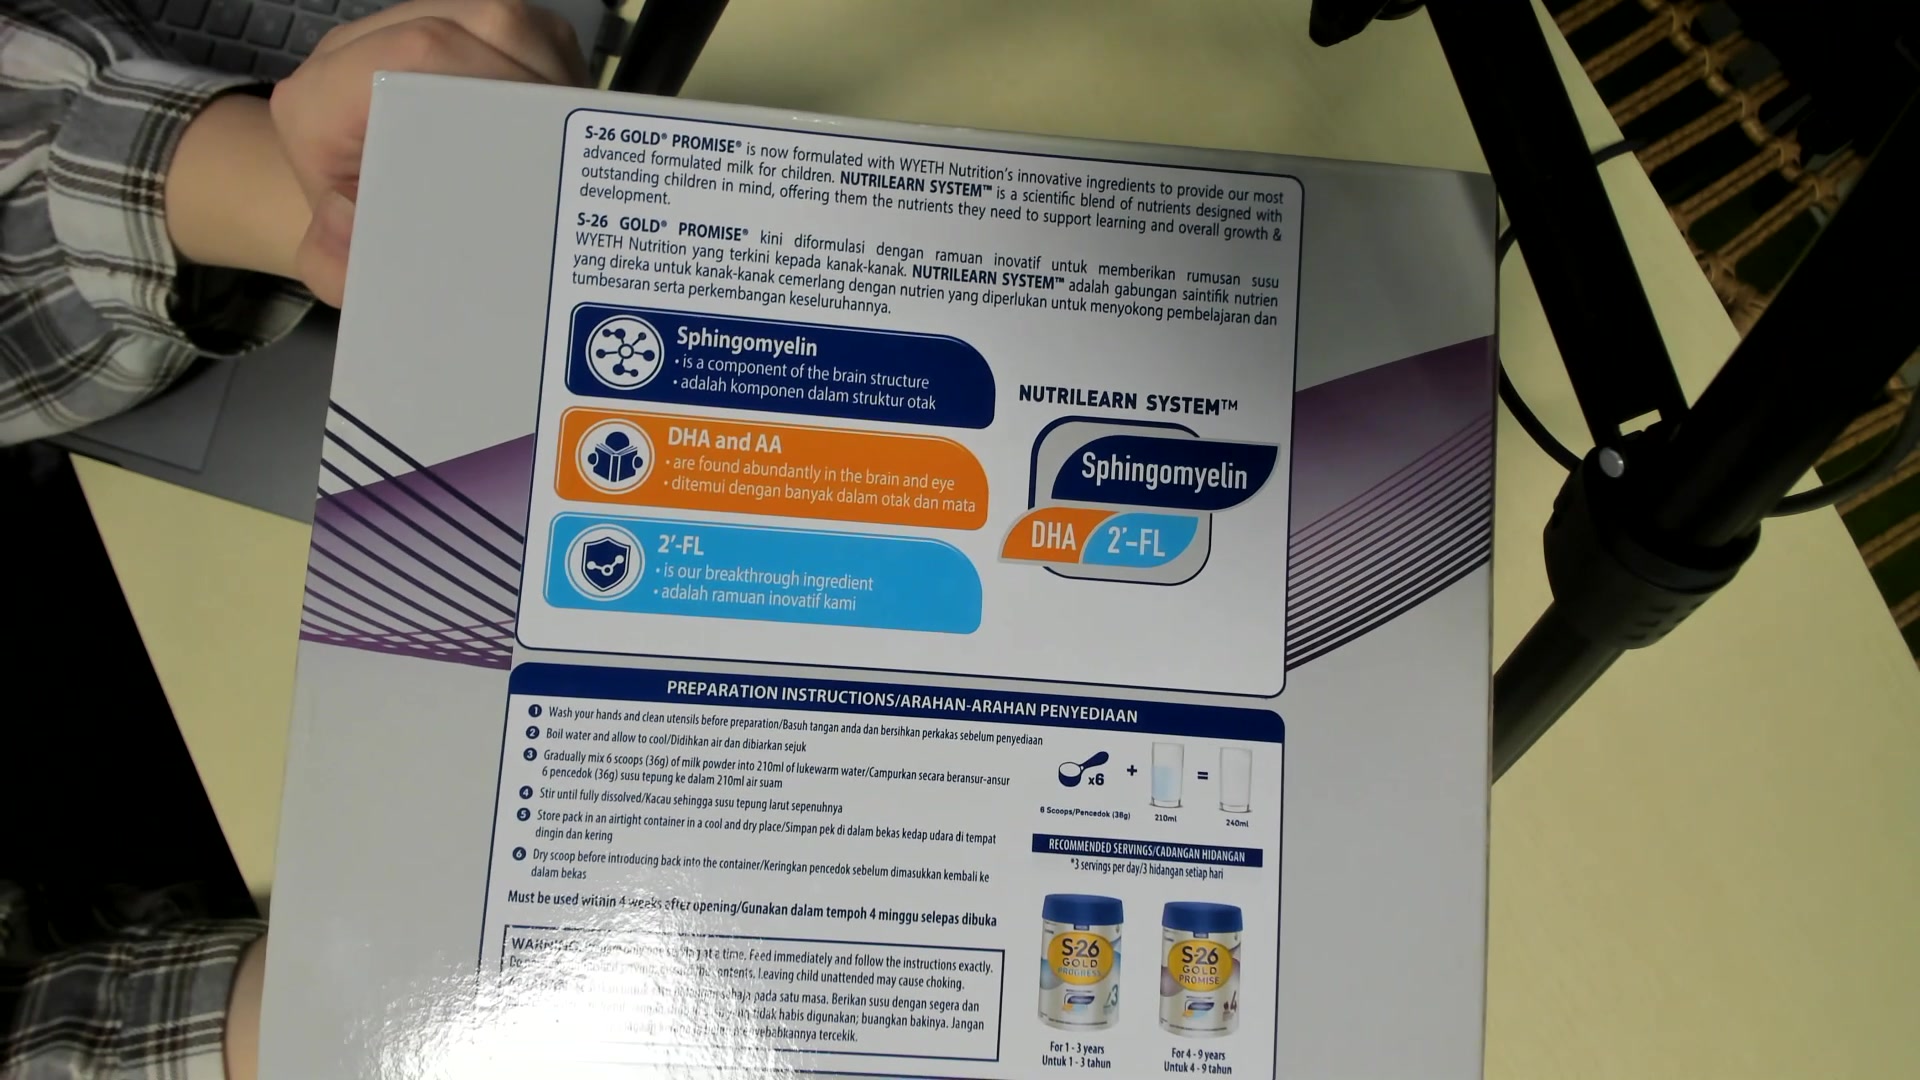 S-26 GOLD® PROMISE® is now formulated with WYETH Nutrition's innovative ingredients to provide our most
advanced formulated milk for children. NUTRILEARN SYSTEM™ is a scientific blend of nutrients designed with
outstanding children in mind, offering them the nutrients they need to support learning and overall growth &
development.
S-26 GOLD® PROMISE® kini diformulasi dengan ramuan inovatif untuk memberikan rumusan susu
WYETH Nutrition yang terkini kepada kanak-kanak. NUTRILEARN SYSTEM™ adalah gabungan saintifik nutrien
yang direka untuk kanak-kanak cemerlang dengan nutrien yang diperlukan untuk menyokong pembelajaran dan
tumbesaran serta perkembangan keseluruhannya.
Sphingomyelin
• is a component of the brain structure
• adalah komponen dalam struktur otak
DHA and AA
• are found abundantly in the brain and eye
• ditemui dengan banyak dalam otak dan mata
2'-FL
• is our breakthrough ingredient
• adalah ramuan inovatif kami
NUTRILEARN SYSTEM™
Sphingomyelin
DHA 2'-FL
PREPARATION INSTRUCTIONS/ARAHAN-ARAHAN PENYEDIAAN
1 Wash your hands and clean utensils before preparation/Basuh tangan anda dan bersihkan perkakas sebelum penyediaan
2 Boil water and allow to cool/Didihkan air dan dibiarkan sejuk
3 Gradually mix 6 scoops (36g) of milk powder into 210ml of lukewarm water/Campurkan secara beransur-ansur
6 pencedok (36g) susu tepung ke dalam 210ml air suam
4 Stir until fully dissolved/Kacau sehingga susu tepung larut sepenuhnya
5 Store pack in an airtight container in a cool and dry place/Simpan pek di dalam bekas kedap udara di tempat
dingin dan kering
6 Dry scoop before introducing back into the container/Keringkan pencedok sebelum dimasukkan kembali ke
dalam bekas
Must be used within 4 weeks after opening/Gunakan dalam tempoh 4 minggu selepas dibuka
WARNING: at a time. Feed immediately and follow the instructions exactly.
contents. Leaving child unattended may cause choking.
sahaja pada satu masa. Berikan susu dengan segera dan
tidak habis digunakan; buangkan bakinya. Jangan
menyebabkannya tercekik.
x6 + =
6 Scoops/Pencedok (36g) 210ml 240ml
RECOMMENDED SERVINGS/CADANGAN HIDANGAN
*3 servings per day/3 hidangan setiap hari
S-26
GOLD
PROGRESS
3
S-26
GOLD
PROMISE
4
For 1 - 3 years
Untuk 1 - 3 tahun
For 4 - 9 years
Untuk 4 - 9 tahun